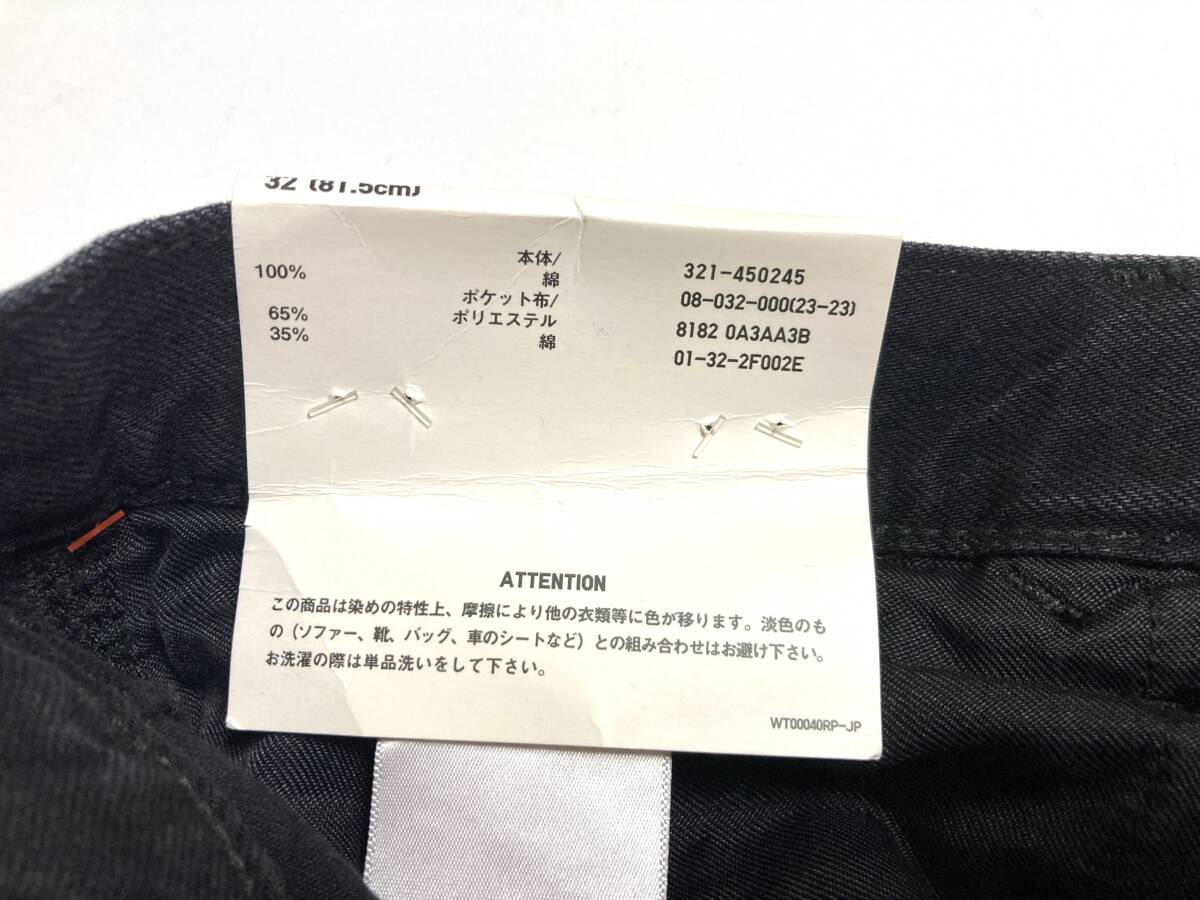 32 (81.5cm)
本体/
100% 綿
ポケット布/
65% ポリエステル
35% 綿
321-450245
08-032-000(23-23)
8182 0A3AA3B
01-32-2F002E
ATTENTION
この商品は染めの特性上、摩擦により他の衣類等に色が移ります。淡色のも
の（ソファー、靴、バッグ、車のシートなど）との組み合わせはお避け下さい。
お洗濯の際は単品洗いをして下さい。
WT00040RP-JP